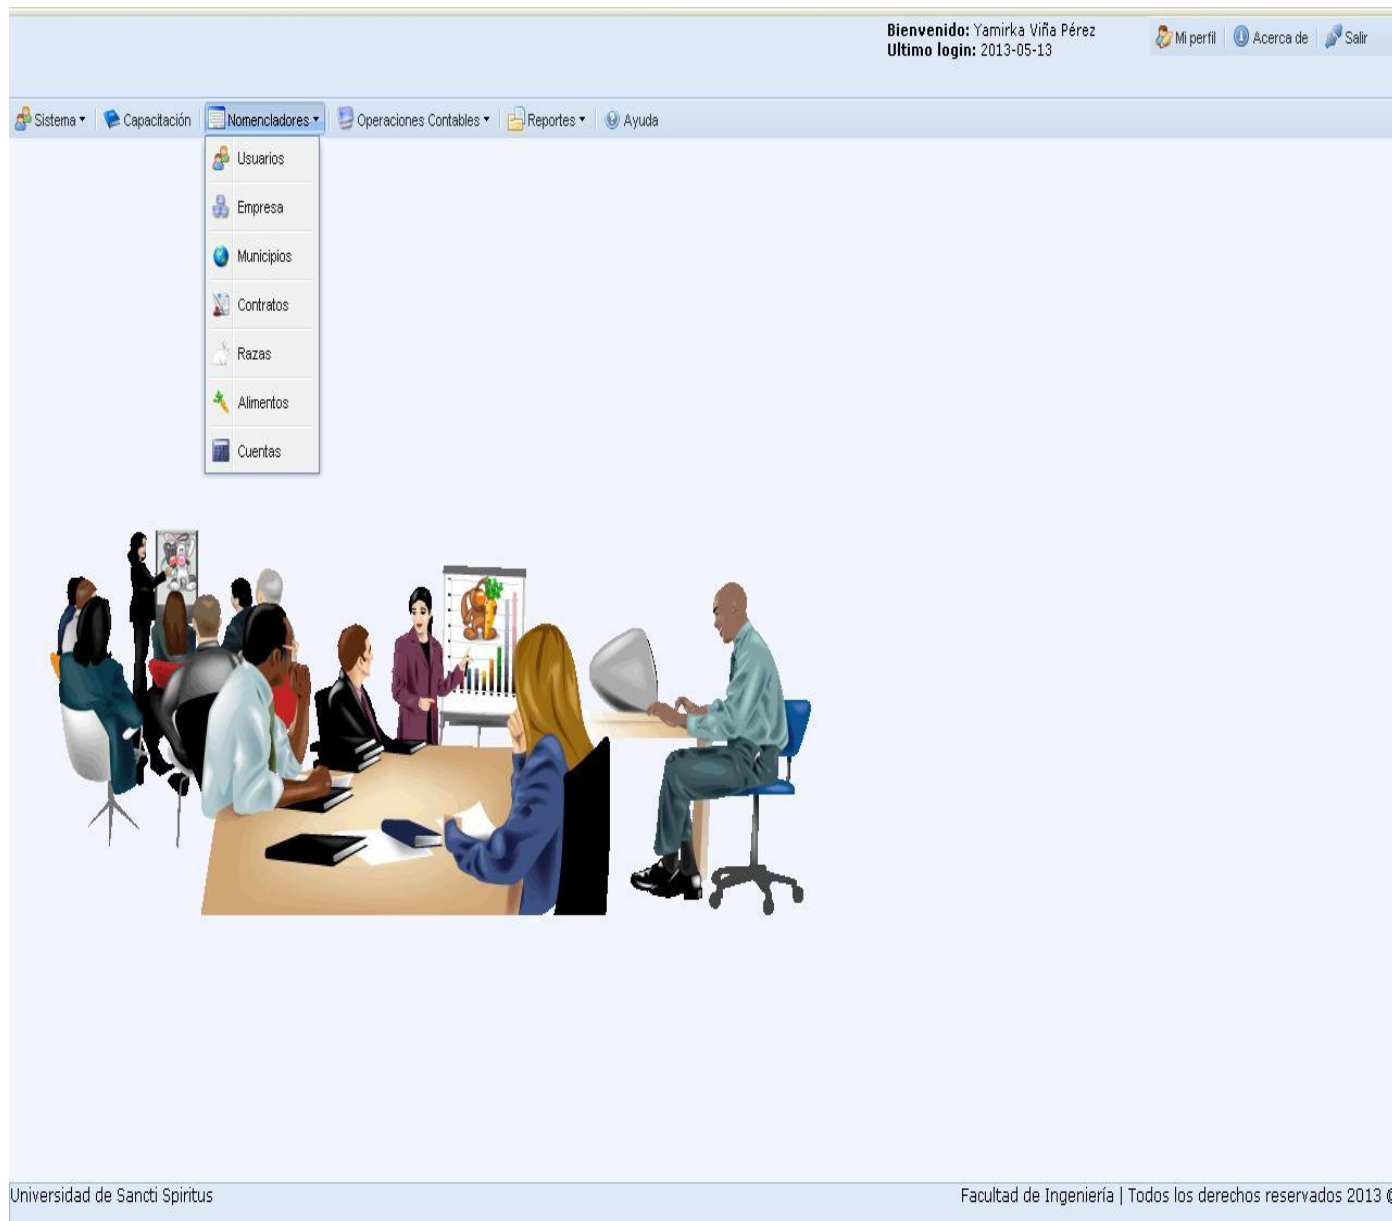 Bienvenido: Yamirka Viña Pérez
Ultimo login: 2013-05-13
Mi perfil Acerca de Salir
Sistema Capacitación Nomencladores Operaciones Contables Reportes Ayuda
Usuarios
Empresa
Municipios
Contratos
Razas
Alimentos
Cuentas
Universidad de Sancti Spiritus
Facultad de Ingeniería | Todos los derechos reservados 2013 ©